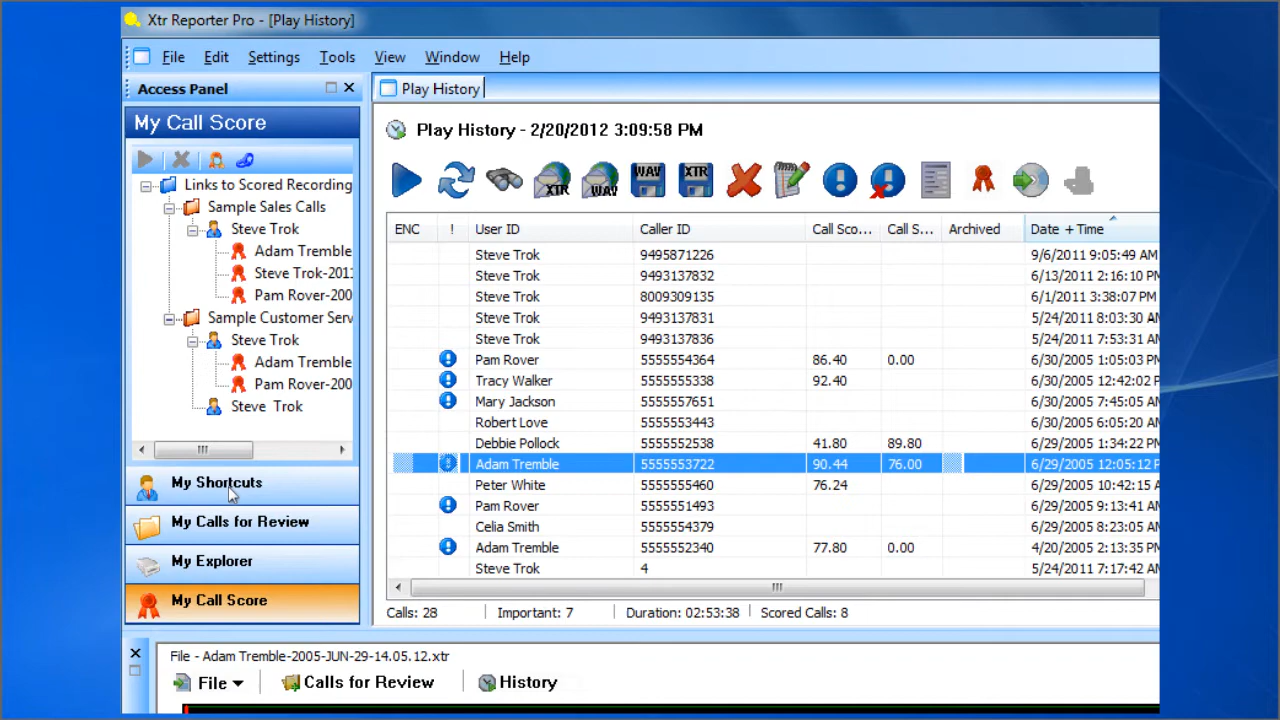 Xtr Reporter Pro - [Play History]
File Edit Settings Tools View Window Help
Access Panel
My Call Score
Links to Scored Recording
Sample Sales Calls
Steve Trok
Adam Tremble
Steve Trok-201
Pam Rover-200
Sample Customer Serv
Steve Trok
Adam Tremble
Pam Rover-200
Steve Trok
My Shortcuts
My Calls for Review
My Explorer
My Call Score
Play History
Play History - 2/20/2012 3:09:58 PM
XTR WAV WAV XTR
ENC ! User ID Caller ID Call Sco... Call S... Archived Date + Time
Steve Trok 9495871226 9/6/2011 9:05:49 AM
Steve Trok 9493137832 6/13/2011 2:16:10 PM
Steve Trok 8009309135 6/1/2011 3:38:07 PM
Steve Trok 9493137831 5/24/2011 8:03:30 AM
Steve Trok 9493137836 5/24/2011 7:53:31 AM
Pam Rover 5555554364 86.40 0.00 6/30/2005 1:05:03 PM
Tracy Walker 5555555338 92.40 6/30/2005 12:42:02 P
Mary Jackson 5555557651 6/30/2005 7:45:05 AM
Robert Love 5555553443 6/30/2005 6:05:20 AM
Debbie Pollock 5555552538 41.80 89.80 6/29/2005 1:34:22 PM
Adam Tremble 5555553722 90.44 76.00 6/29/2005 12:05:12 P
Peter White 5555555460 76.24 6/29/2005 10:42:15 A
Pam Rover 5555551493 6/29/2005 9:13:41 AM
Celia Smith 5555554379 6/29/2005 8:23:05 AM
Adam Tremble 5555552340 77.80 0.00 4/20/2005 2:13:35 PM
Steve Trok 4 5/24/2011 7:17:42 AM
Calls: 28 Important: 7 Duration: 02:53:38 Scored Calls: 8
File - Adam Tremble-2005-JUN-29-14.05.12.xtr
File Calls for Review History